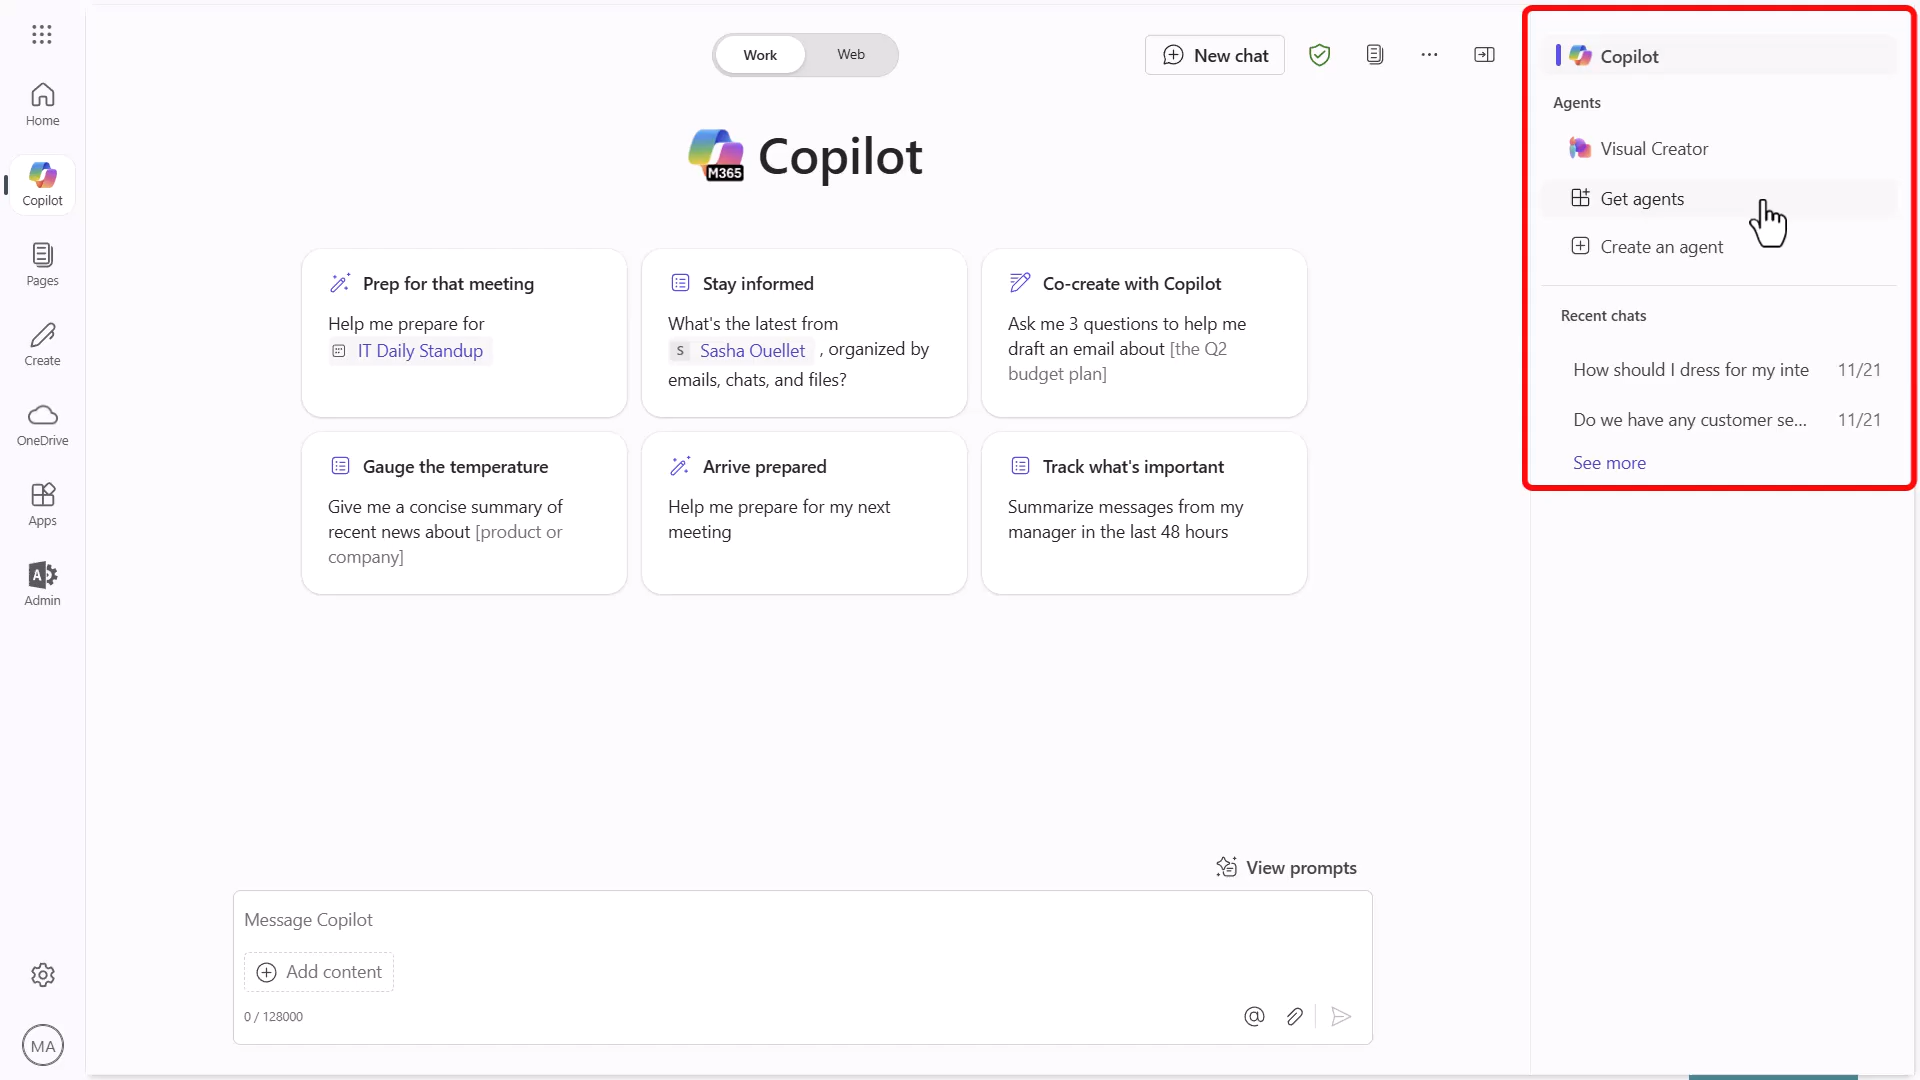 Home
Copilot
Pages
Create
OneDrive
Apps
Admin
MA
Work
Web
New chat
M365
Copilot
Prep for that meeting
Help me prepare for
IT Daily Standup
Stay informed
What's the latest from
S Sasha Ouellet , organized by
emails, chats, and files?
Co-create with Copilot
Ask me 3 questions to help me
draft an email about [the Q2
budget plan]
Gauge the temperature
Give me a concise summary of
recent news about [product or
company]
Arrive prepared
Help me prepare for my next
meeting
Track what's important
Summarize messages from my
manager in the last 48 hours
View prompts
Message Copilot
Add content
0 / 128000
Copilot
Agents
Visual Creator
Get agents
Create an agent
Recent chats
How should I dress for my inte 11/21
Do we have any customer se... 11/21
See more